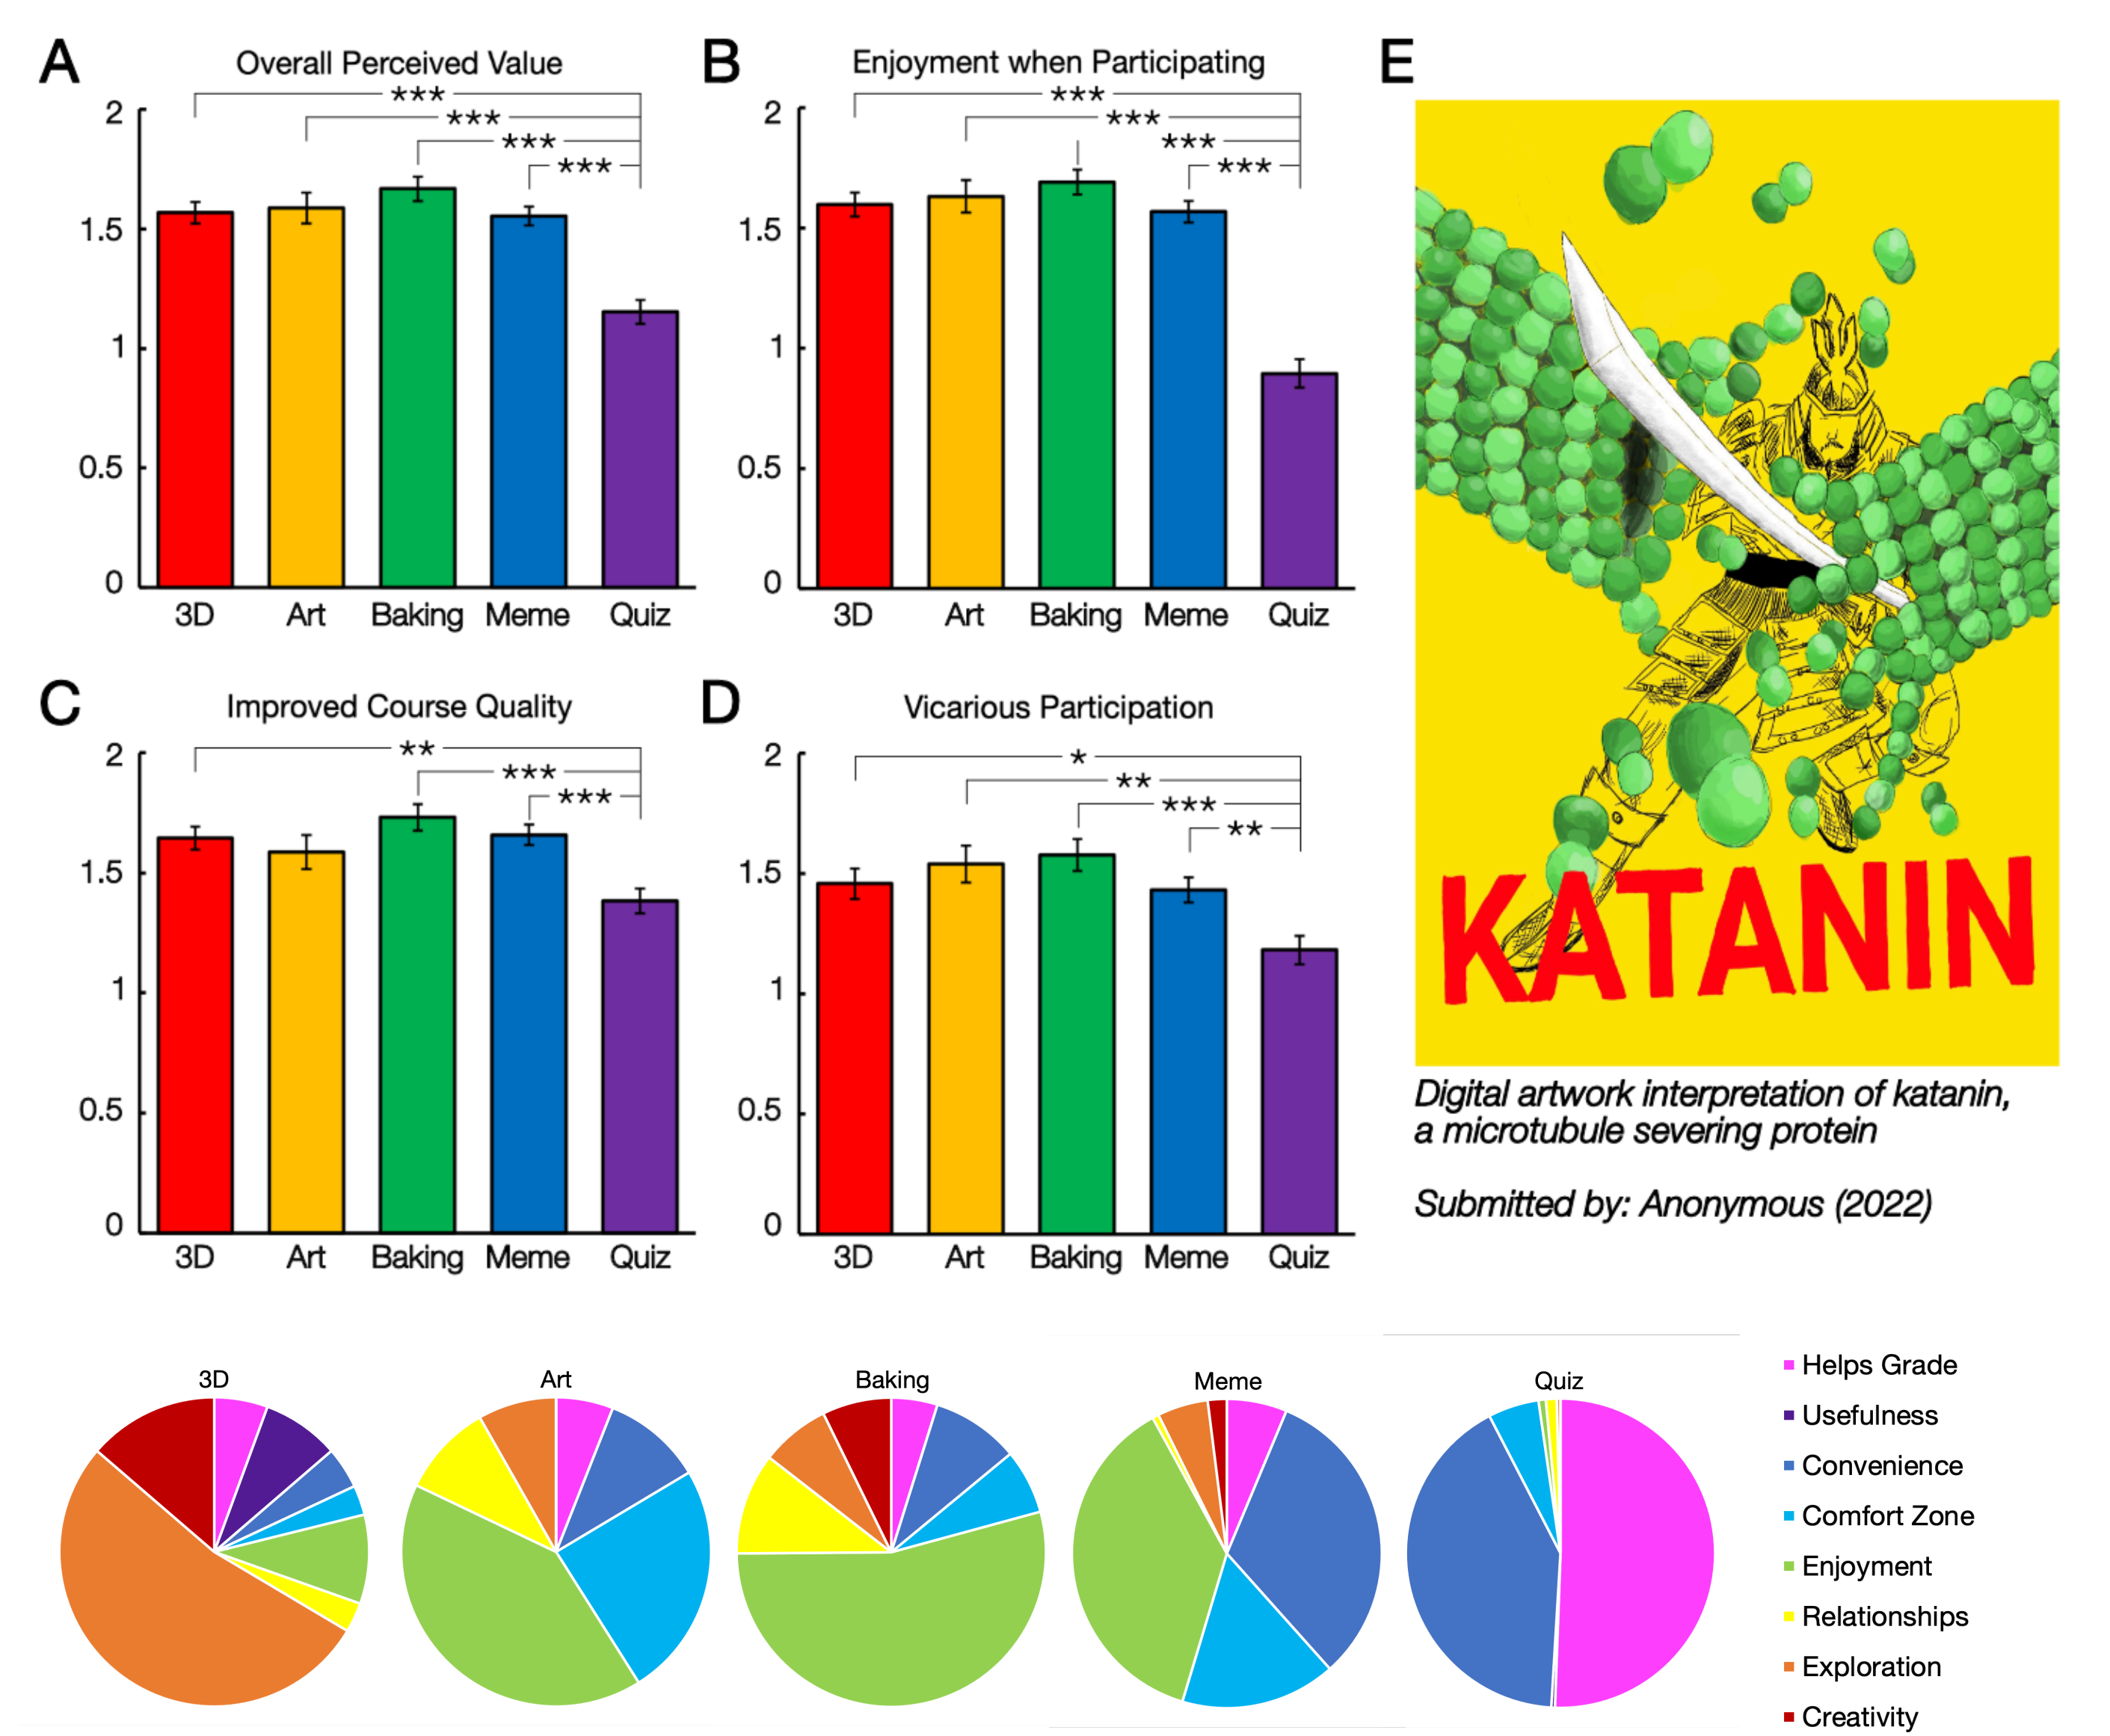 A
Overall Perceived Value
***
***
***
***
2
1.5
1
0.5
0
3D Art Baking Meme Quiz
B
Enjoyment when Participating
***
***
***
***
2
1.5
1
0.5
0
3D Art Baking Meme Quiz
C
Improved Course Quality
**
***
***
2
1.5
1
0.5
0
3D Art Baking Meme Quiz
D
Vicarious Participation
*
**
***
**
2
1.5
1
0.5
0
3D Art Baking Meme Quiz
E
KATANIN
Digital artwork interpretation of katanin,
a microtubule severing protein
Submitted by: Anonymous (2022)
3D
Art
Baking
Meme
Quiz
Helps Grade
Usefulness
Convenience
Comfort Zone
Enjoyment
Relationships
Exploration
Creativity